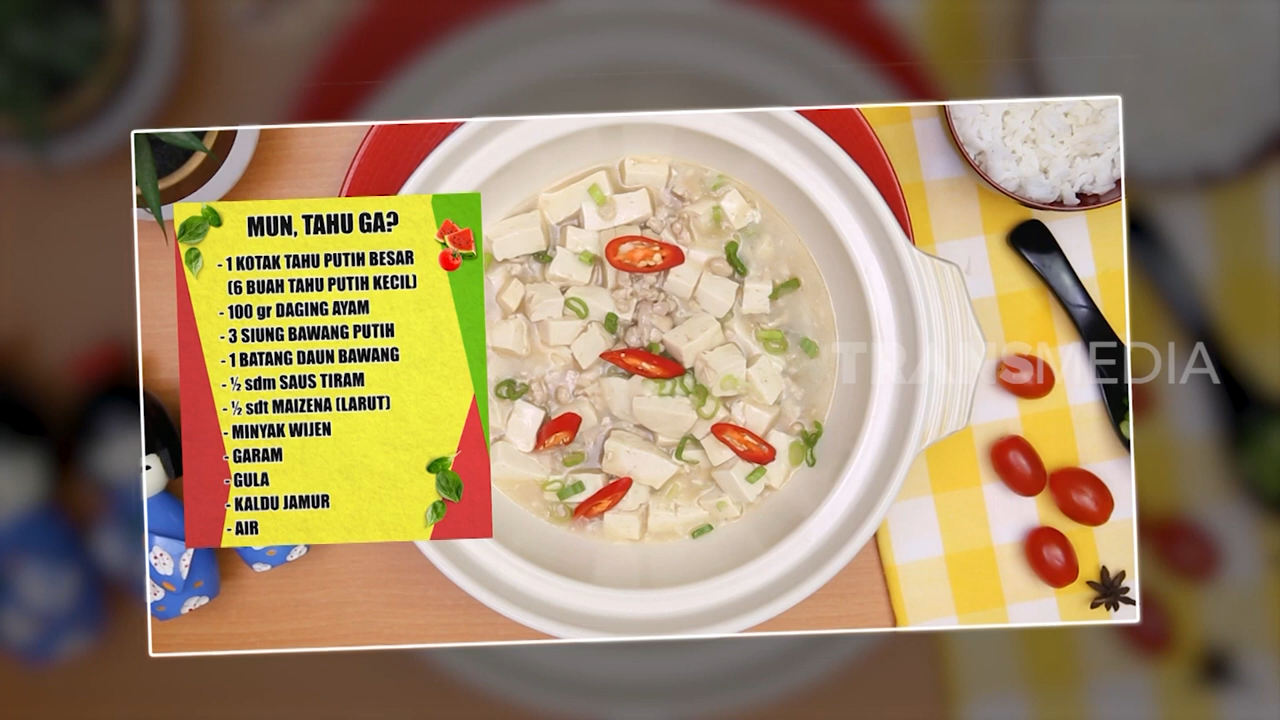 MUN, TAHU GA?
- 1 KOTAK TAHU PUTIH BESAR
(6 BUAH TAHU PUTIH KECIL)
- 100 gr DAGING AYAM
- 3 SIUNG BAWANG PUTIH
- 1 BATANG DAUN BAWANG
- ½ sdm SAUS TIRAM
- ½ sdt MAIZENA (LARUT)
- MINYAK WIJEN
- GARAM
- GULA
- KALDU JAMUR
- AIR
TRANSMEDIA